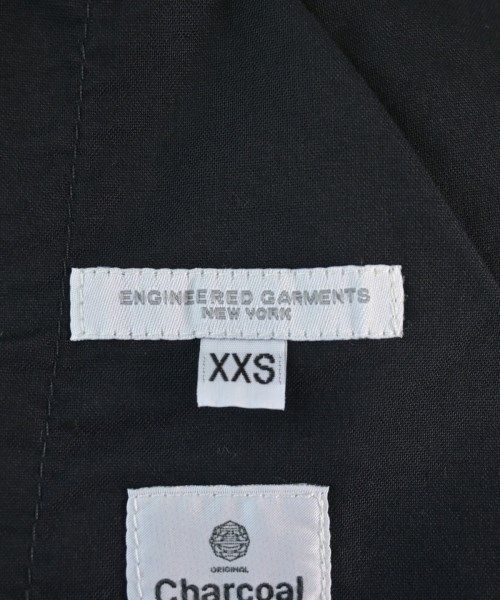 ENGINEERED GARMENTS
NEW YORK
XXS
ORIGINAL
Charcoal